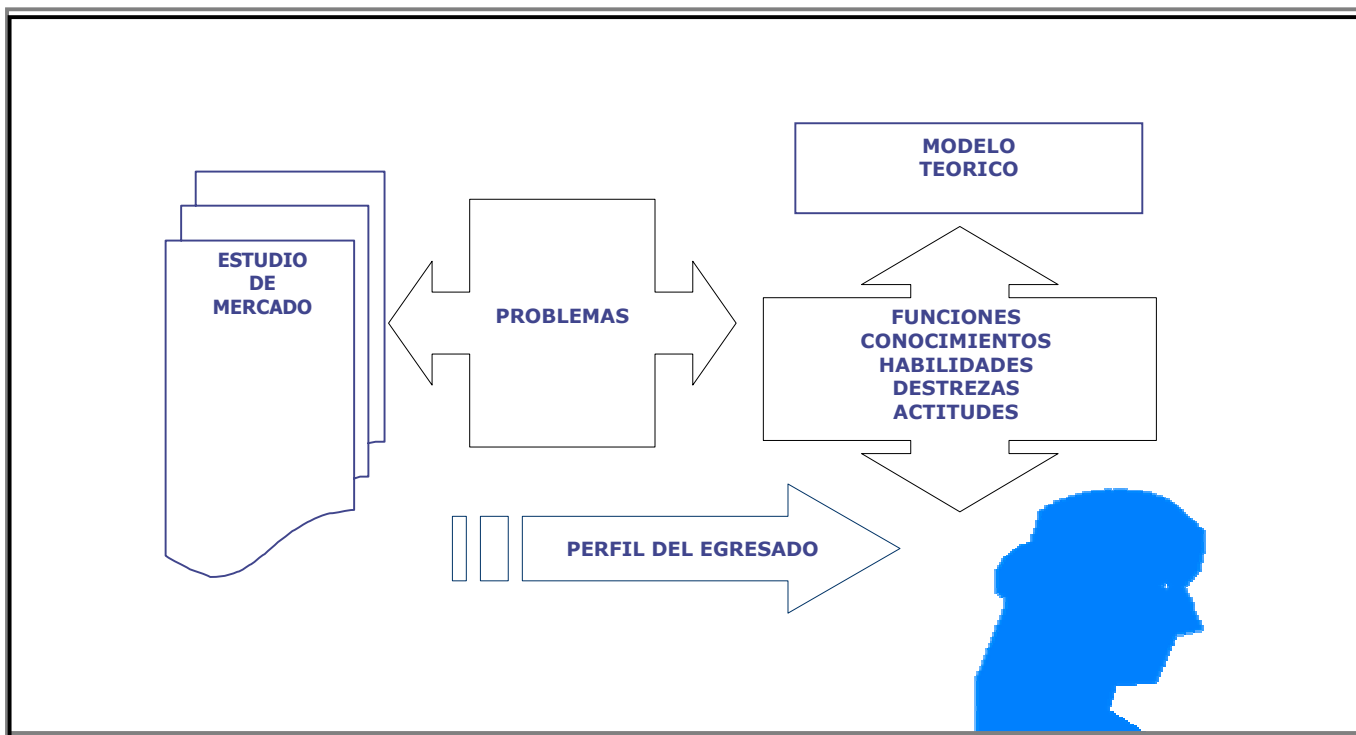 ESTUDIO
DE
MERCADO
PROBLEMAS
MODELO
TEORICO
FUNCIONES
CONOCIMIENTOS
HABILIDADES
DESTREZAS
ACTITUDES
PERFIL DEL EGRESADO